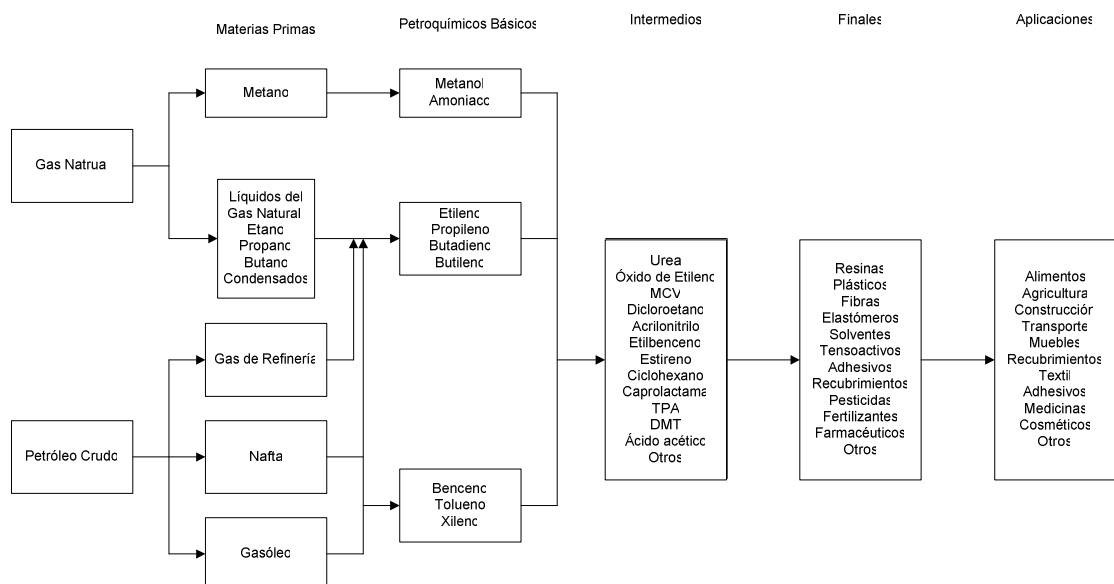 Materias Primas
Petroquímicos Básicos
Intermedios
Finales
Aplicaciones
Gas Natrua
Petróleo Crudo
Metano
Líquidos del
Gas Natural
Etano
Propano
Butano
Condensados
Gas de Refinería
Nafta
Gasóleo
Metanol
Amoniaco
Etileno
Propileno
Butadieno
Butileno
Benceno
Tolueno
Xileno
Urea
Óxido de Etileno
MCV
Dicloroetano
Acrilonitrilo
Etilbenceno
Estireno
Ciclohexano
Caprolactama
TPA
DMT
Ácido acético
Otros
Resinas
Plásticos
Fibras
Elastómeros
Solventes
Tensoactivos
Adhesivos
Recubrimientos
Pesticidas
Fertilizantes
Farmacéuticos
Otros
Alimentos
Agricultura
Construcción
Transporte
Muebles
Recubrimientos
Textil
Adhesivos
Medicinas
Cosméticos
Otros